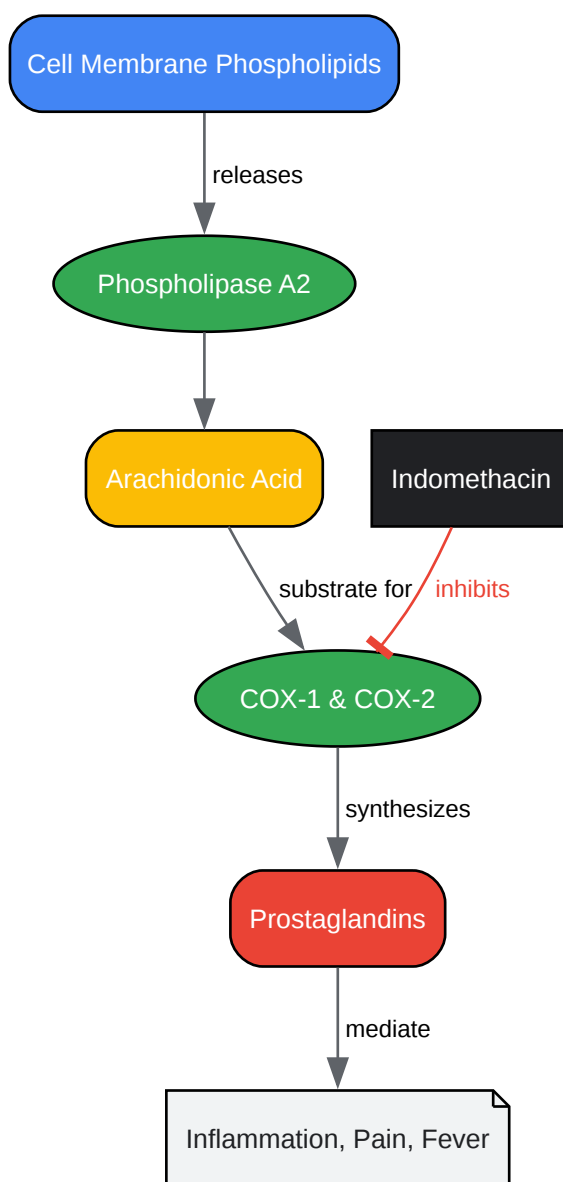 Cell Membrane Phospholipids
releases
Phospholipase A2
Arachidonic Acid
Indomethacin
substrate for
inhibits
COX-1 & COX-2
synthesizes
Prostaglandins
mediate
Inflammation, Pain, Fever